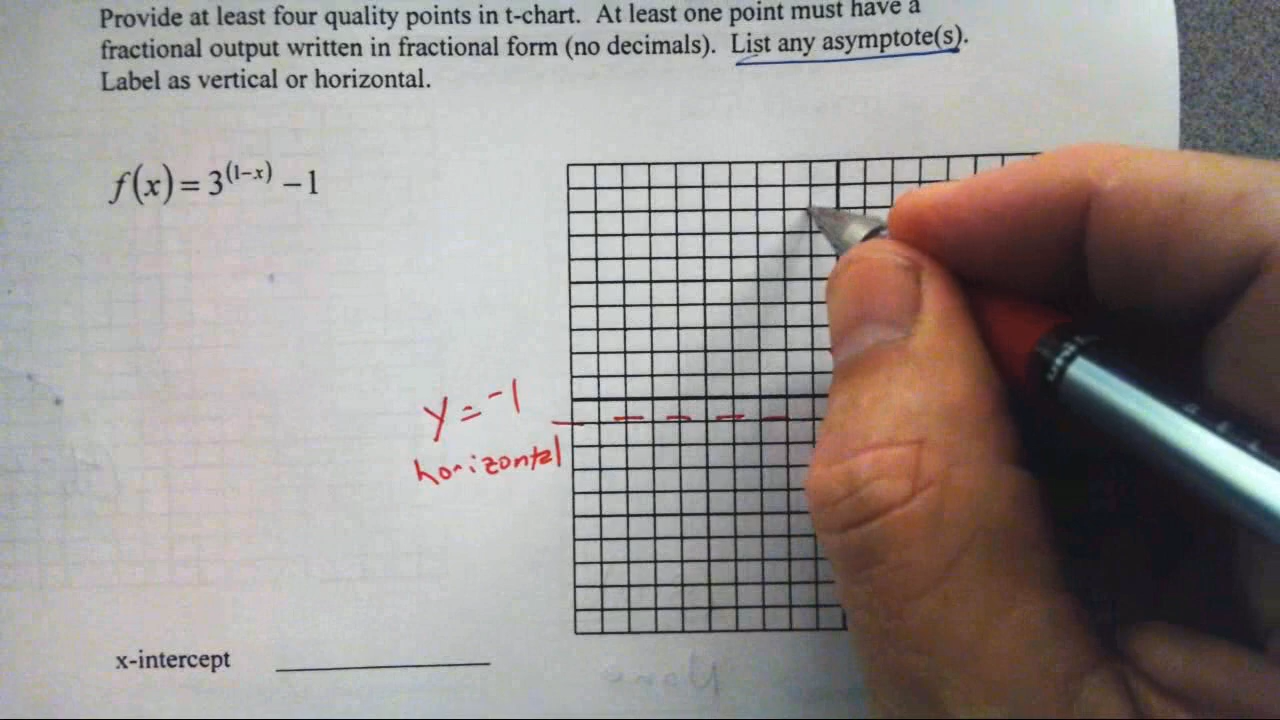 Provide at least four quality points in t-chart. At least one point must have a
fractional output written in fractional form (no decimals). List any asymptote(s).
Label as vertical or horizontal.
f(x) = 3^(1-x) - 1
y = -1
horizontal
x-intercept